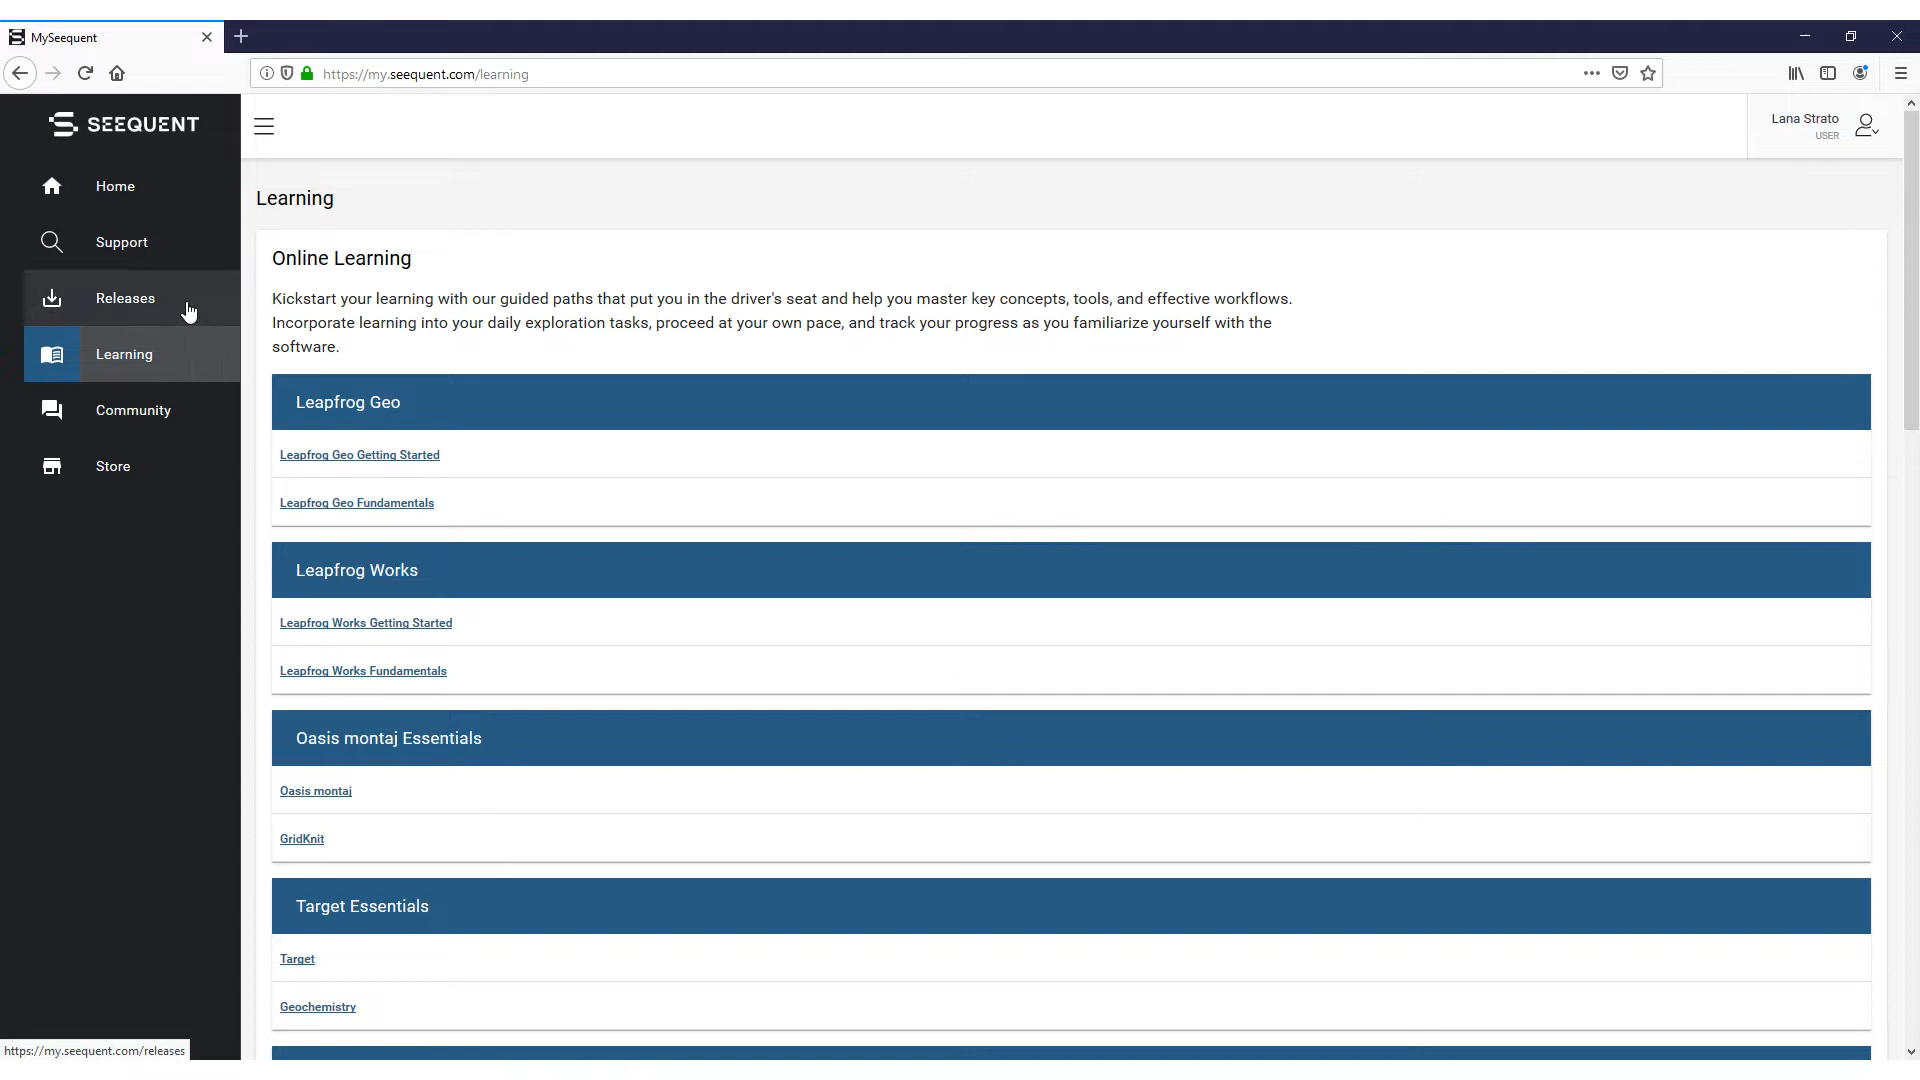 MySeequent
https://my.seequent.com/learning
SEEQUENT
Lana Strato
USER
Home
Support
Releases
Learning
Community
Store
Learning
Online Learning
Kickstart your learning with our guided paths that put you in the driver's seat and help you master key concepts, tools, and effective workflows.
Incorporate learning into your daily exploration tasks, proceed at your own pace, and track your progress as you familiarize yourself with the
software.
Leapfrog Geo
Leapfrog Geo Getting Started
Leapfrog Geo Fundamentals
Leapfrog Works
Leapfrog Works Getting Started
Leapfrog Works Fundamentals
Oasis montaj Essentials
Oasis montaj
GridKnit
Target Essentials
Target
Geochemistry
https://my.seequent.com/releases